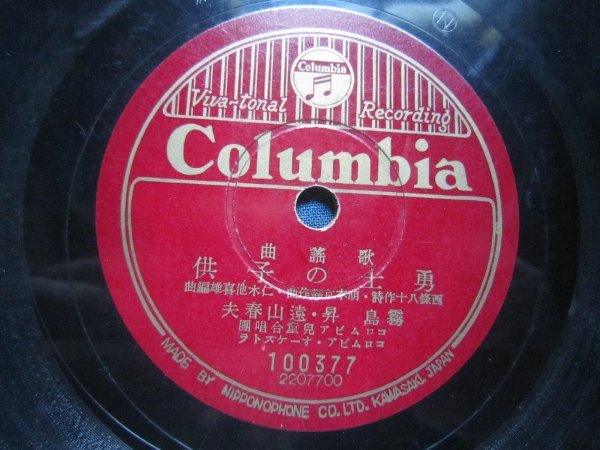 Columbia
Viva-tonal Recording
Columbia
曲謠歌
供子の士勇
曲編雄喜他木仁・曲作
詩作十八條西
夫春山遠・昇 島霧
團唱合童兒アビムロコ
ラトスケーオ・アビムロコ
100377
2207700
MADE BY NIPPONOPHONE CO. LTD. KAWASAKI, JAPAN